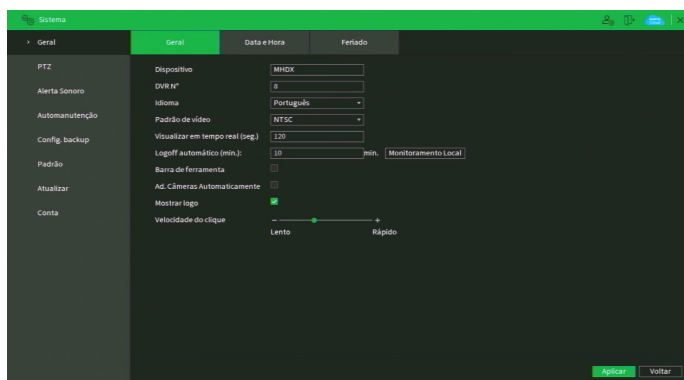 Sistema
Geral
PTZ
Alerta Sonoro
Automanutenção
Config. backup
Padrão
Atualizar
Conta
Geral Data e Hora Feriado
Dispositivo MHDX
DVR N° 8
Idioma Português
Padrão de vídeo NTSC
Visualizar em tempo real (seg.) 120
Logoff automático (min.): 10 min. Monitoramento Local
Barra de ferramenta
Ad. Câmeras Automaticamente
Mostrar logo
Velocidade do clique - +
Lento Rápido
Aplicar Voltar